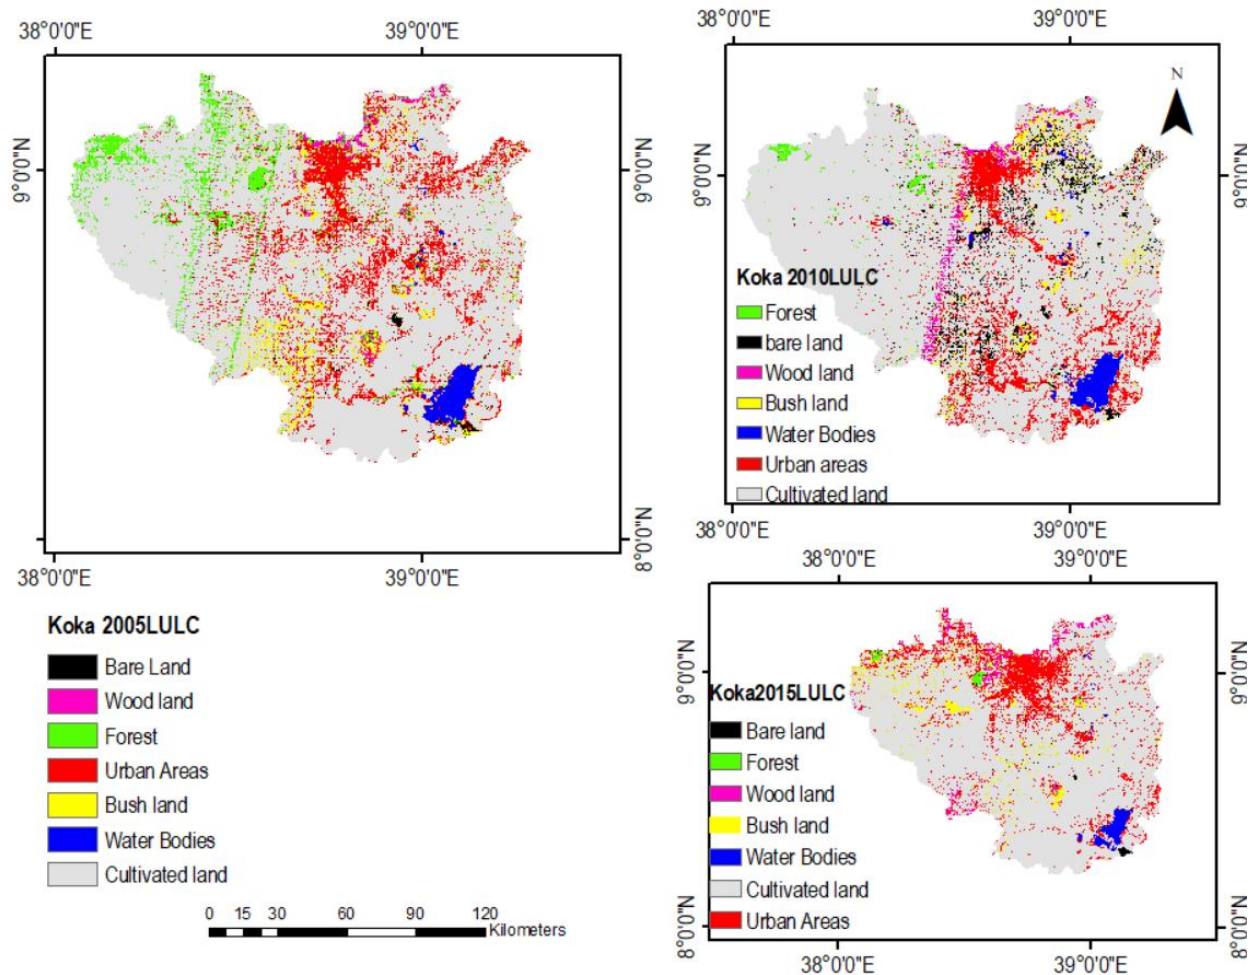 38°0'0"E 39°0'0"E
9°0'0"N 9°0'0"N
8°0'0"N
38°0'0"E 39°0'0"E
Koka 2005LULC
Bare Land
Wood land
Forest
Urban Areas
Bush land
Water Bodies
Cultivated land
0 15 30 60 90 120
Kilometers
38°0'0"E 39°0'0"E
N
9°0'0"N 9°0'0"N
Koka 2010LULC
Forest
bare land
Wood land
Bush land
Water Bodies
Urban areas
Cultivated land
38°0'0"E 39°0'0"E
38°0'0"E 39°0'0"E
9°0'0"N 9°0'0"N
Koka2015LULC
Bare land
Forest
Wood land
Bush land
Water Bodies
Cultivated land
Urban Areas
8°0'0"N 8°0'0"N
38°0'0"E 39°0'0"E